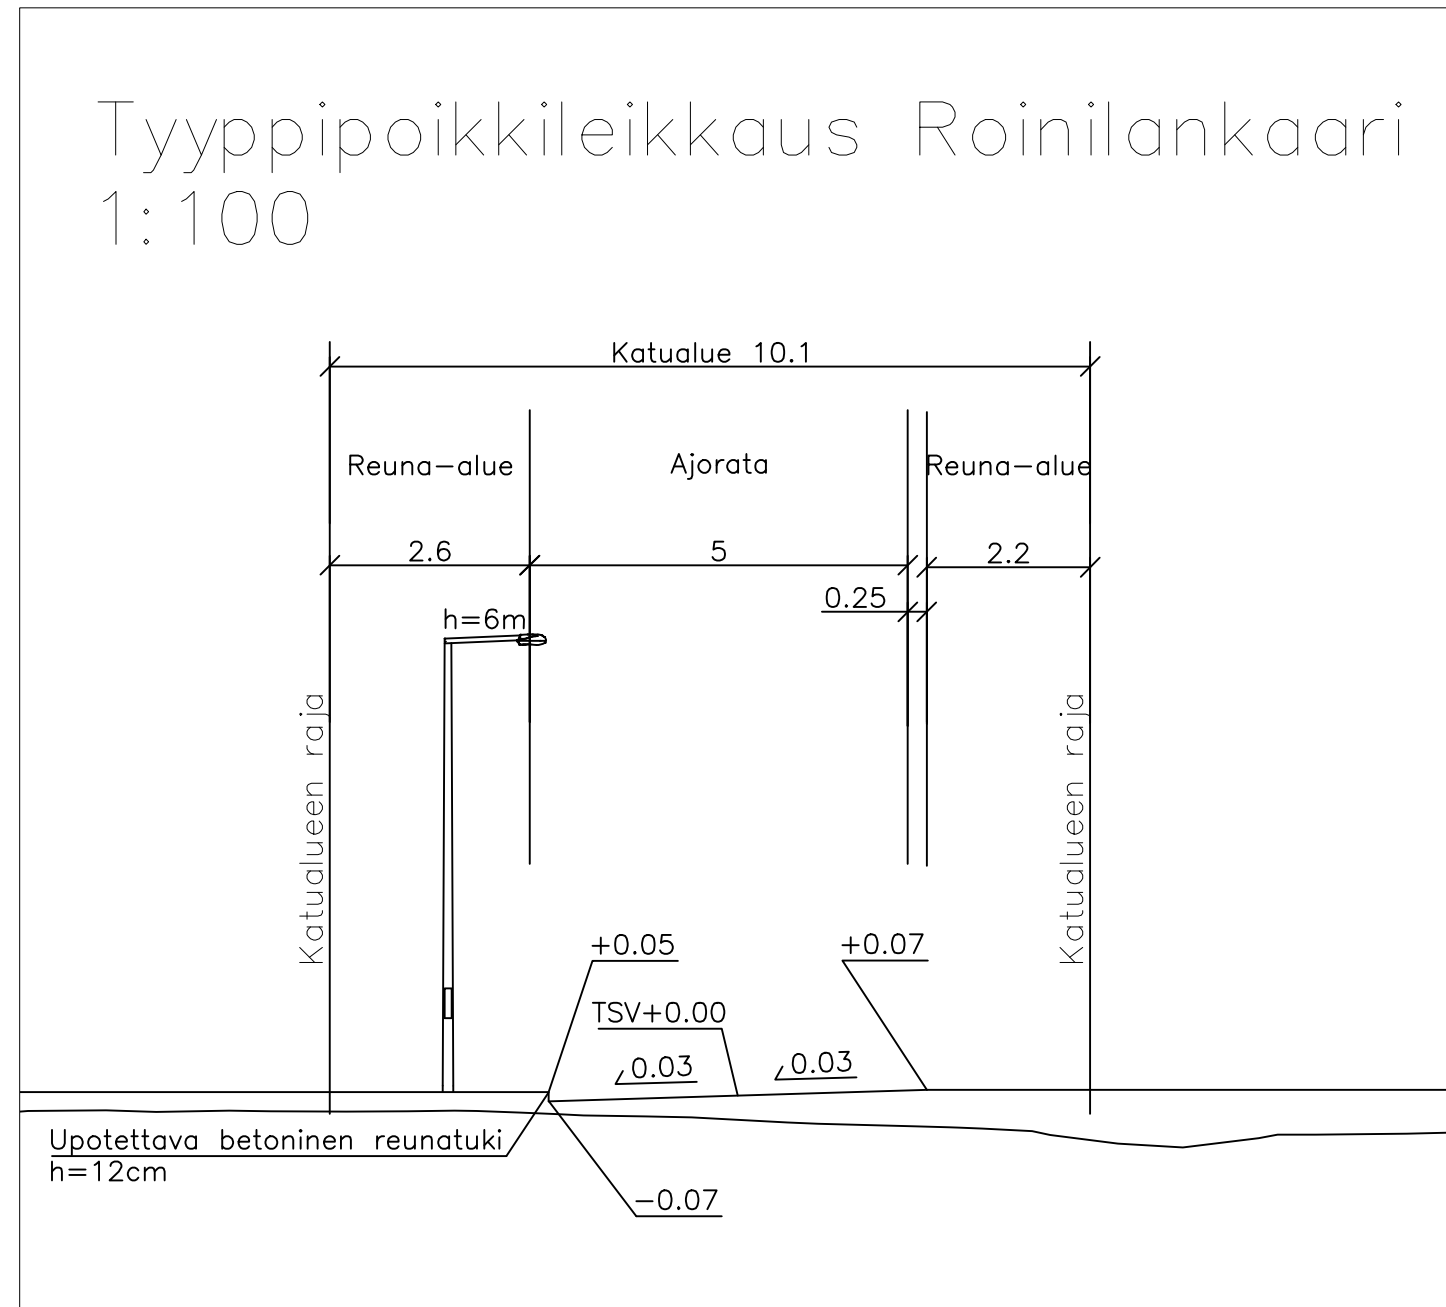 Tyyppipoikkileikkaus Roinilankaari
1:100
Katualue 10.1
Reuna-alue
Ajorata
Reuna-alue
2.6
5
2.2
0.25
h=6m
Katualueen raja
Katualueen raja
+0.05
+0.07
TSV+0.00
0.03
0.03
Upotettava betoninen reunatuki
h=12cm
-0.07